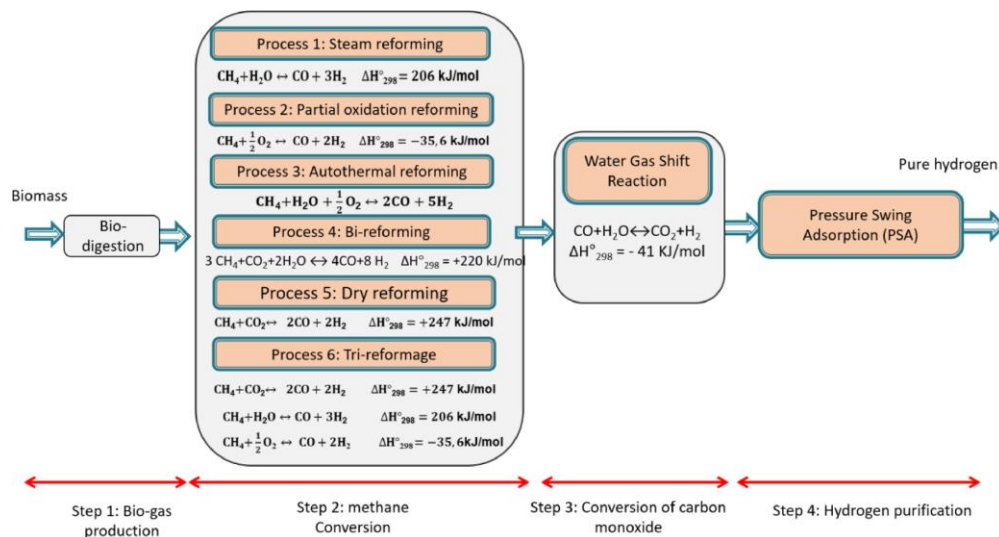 Process 1: Steam reforming
CH₄+H₂O ↔ CO + 3H₂ ΔH°₂₉₈ = 206 kJ/mol
Process 2: Partial oxidation reforming
CH₄+½O₂ ↔ CO + 2H₂ ΔH°₂₉₈ = −35,6 kJ/mol
Process 3: Autothermal reforming
CH₄+H₂O + ½O₂ ↔ 2CO + 5H₂
Process 4: Bi-reforming
3 CH₄+CO₂+2H₂O ↔ 4CO+8 H₂ ΔH°₂₉₈ = +220 kJ/mol
Process 5: Dry reforming
CH₄+CO₂↔ 2CO + 2H₂ ΔH°₂₉₈ = +247 kJ/mol
Process 6: Tri-reformage
CH₄+CO₂↔ 2CO + 2H₂ ΔH°₂₉₈ = +247 kJ/mol
CH₄+H₂O ↔ CO + 3H₂ ΔH°₂₉₈ = 206 kJ/mol
CH₄+½O₂ ↔ CO + 2H₂ ΔH°₂₉₈= −35,6kJ/mol
Biomass
Bio-
digestion
Water Gas Shift
Reaction
CO+H₂O↔CO₂+H₂
ΔH°₂₉₈ = - 41 KJ/mol
Pure hydrogen
Pressure Swing
Adsorption (PSA)
Step 1: Bio-gas
production
Step 2: methane
Conversion
Step 3: Conversion of carbon
monoxide
Step 4: Hydrogen purification